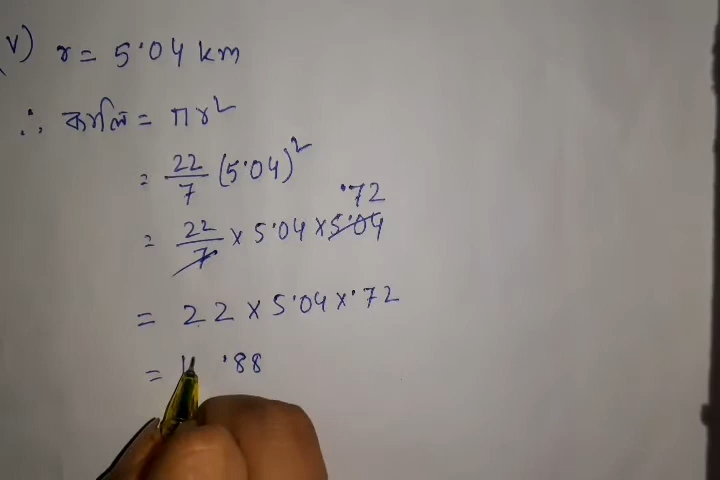 (v) r = 5.04 km
∴ কালি = πr²
= 22/7 (5.04)²
.72
= 22/7 × 5.04 × 5.04
= 22 × 5.04 × .72
= .88